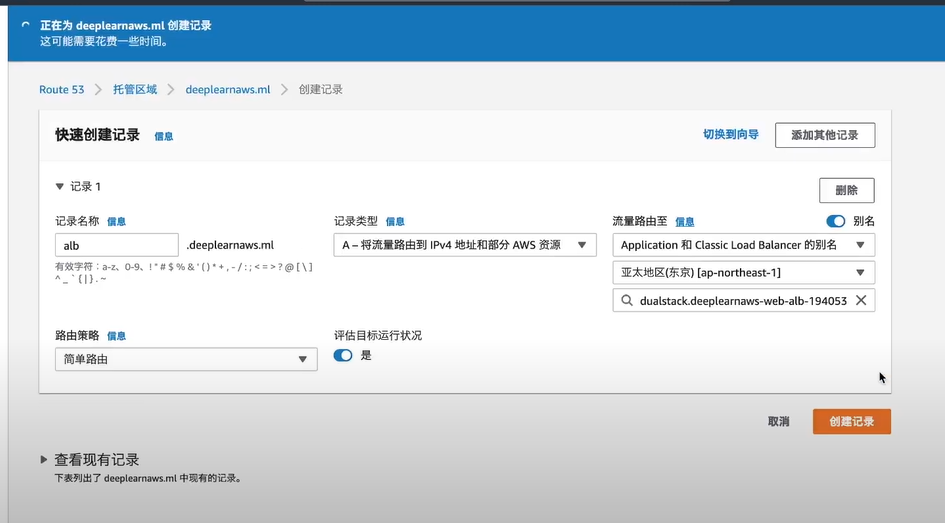 正在为 deeplearnaws.ml 创建记录
这可能需要花费一些时间。
Route 53 > 托管区域 > deeplearnaws.ml > 创建记录
快速创建记录 信息 切换到向导 添加其他记录
▼ 记录 1 删除
记录名称 信息 记录类型 信息 流量路由至 信息 别名
alb .deeplearnaws.ml A – 将流量路由到 IPv4 地址和部分 AWS 资源 Application 和 Classic Load Balancer 的别名
有效字符：a-z、0-9、! " # $ % & ' ( ) * + , - / : ; < = > ? @ [ \ ]
^ _ ` { | } . ~
亚太地区(东京) [ap-northeast-1]
dualstack.deeplearnaws-web-alb-194053
路由策略 信息 评估目标运行状况
简单路由 是
取消 创建记录
查看现有记录
下表列出了 deeplearnaws.ml 中现有的记录。